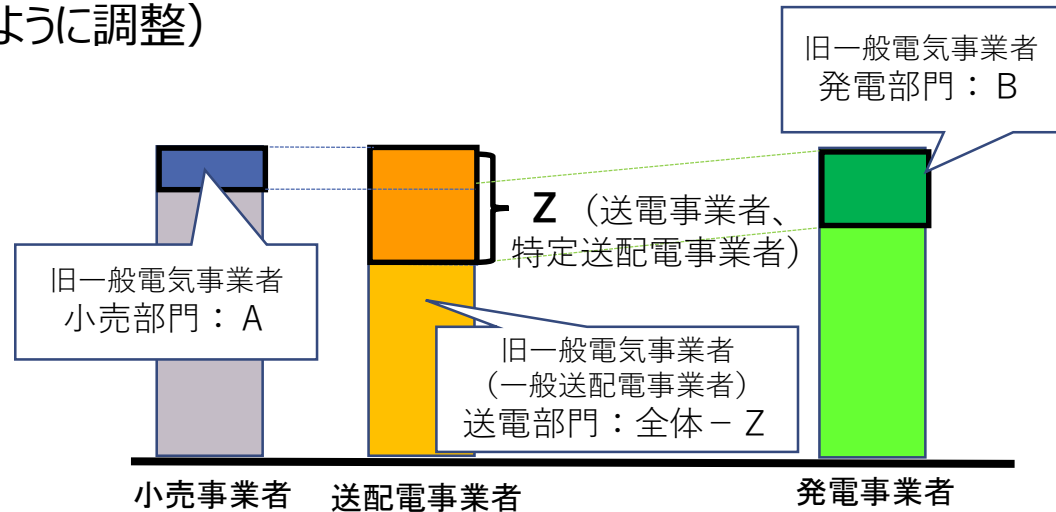 ように調整）
旧一般電気事業者
発電部門：Ｂ
Z （送電事業者、
特定送配電事業者）
旧一般電気事業者
小売部門：Ａ
旧一般電気事業者
（一般送配電事業者）
送電部門：全体－Ｚ
小売事業者
送配電事業者
発電事業者